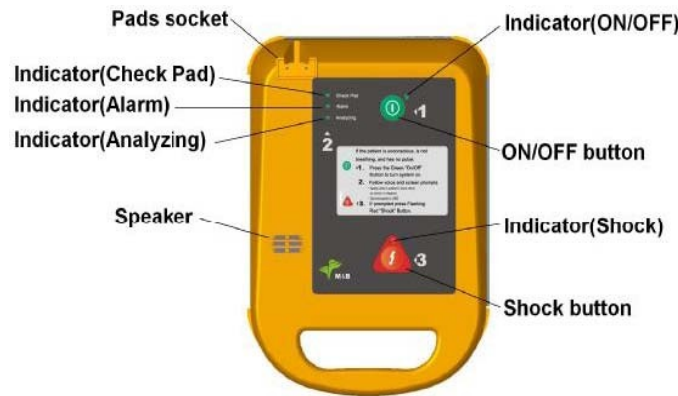 Pads socket
Indicator(ON/OFF)
Indicator(Check Pad)
Indicator(Alarm)
Indicator(Analyzing)
Check Pad
Alarm
Analyzing
1
2
ON/OFF button
If the patient is unconscious, is not
breathing, and has no pulse.
1. Press the Green "On/Off"
Button to turn system on
2. Follow voice and screen prompts
3. If prompted press Flashing
Red "Shock" Button
Speaker
Indicator(Shock)
M&B
3
Shock button